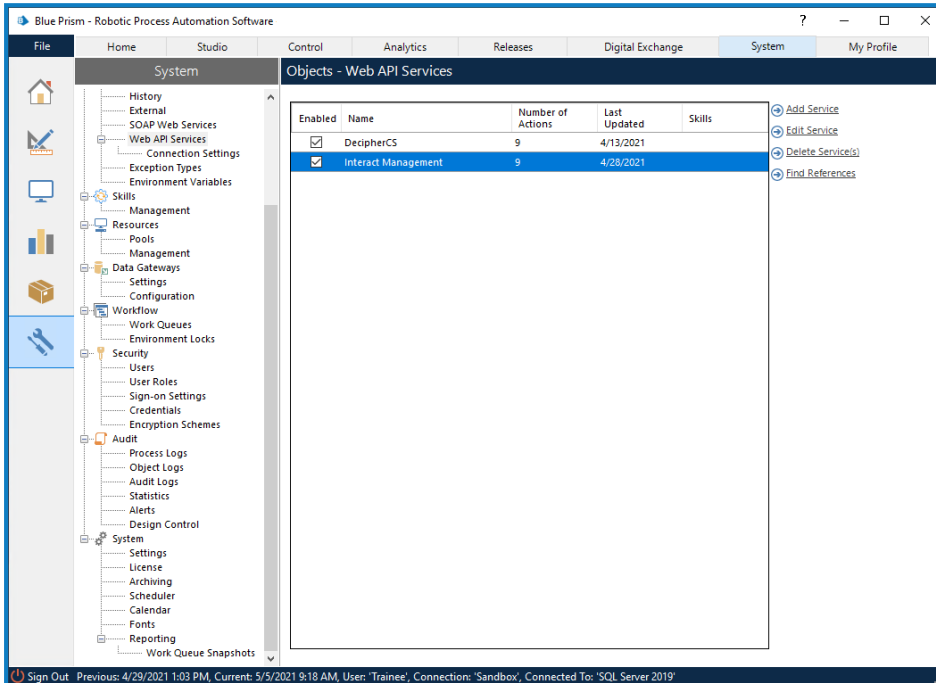 Blue Prism - Robotic Process Automation Software
?
File Home Studio Control Analytics Releases Digital Exchange System My Profile
System
Objects - Web API Services
History
External
SOAP Web Services
Web API Services
Connection Settings
Exception Types
Environment Variables
Skills
Management
Resources
Pools
Management
Data Gateways
Settings
Configuration
Workflow
Work Queues
Environment Locks
Security
Users
User Roles
Sign-on Settings
Credentials
Encryption Schemes
Audit
Process Logs
Object Logs
Audit Logs
Statistics
Alerts
Design Control
System
Settings
License
Archiving
Scheduler
Calendar
Fonts
Reporting
Work Queue Snapshots
Enabled Name Number of Actions Last Updated Skills
DecipherCS 9 4/13/2021
Interact Management 9 4/28/2021
Add Service
Edit Service
Delete Service(s)
Find References
Sign Out Previous: 4/29/2021 1:03 PM, Current: 5/5/2021 9:18 AM, User: 'Trainee', Connection: 'Sandbox', Connected To: 'SQL Server 2019'